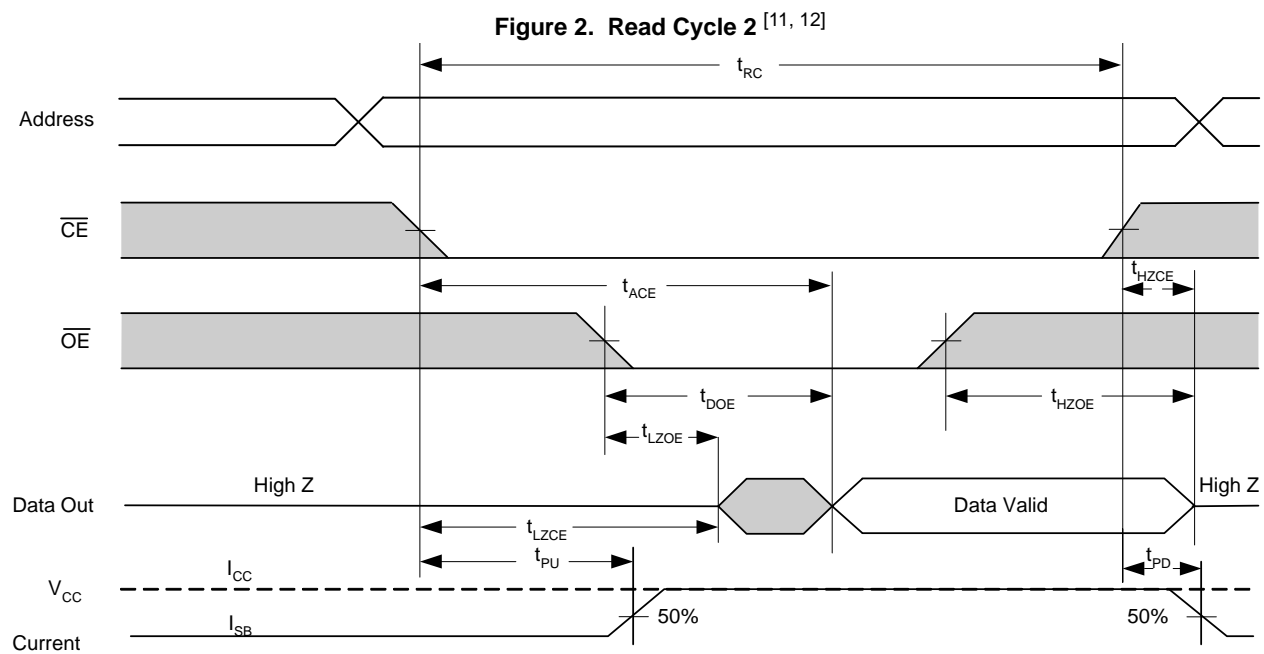 Figure 2. Read Cycle 2 [11, 12]
tRC
Address
CE
tHZCE
tACE
OE
tDOE
tHZOE
tLZOE
High Z
High Z
Data Out
Data Valid
tLZCE
tPU
tPD
ICC
VCC
50%
50%
ISB
Current